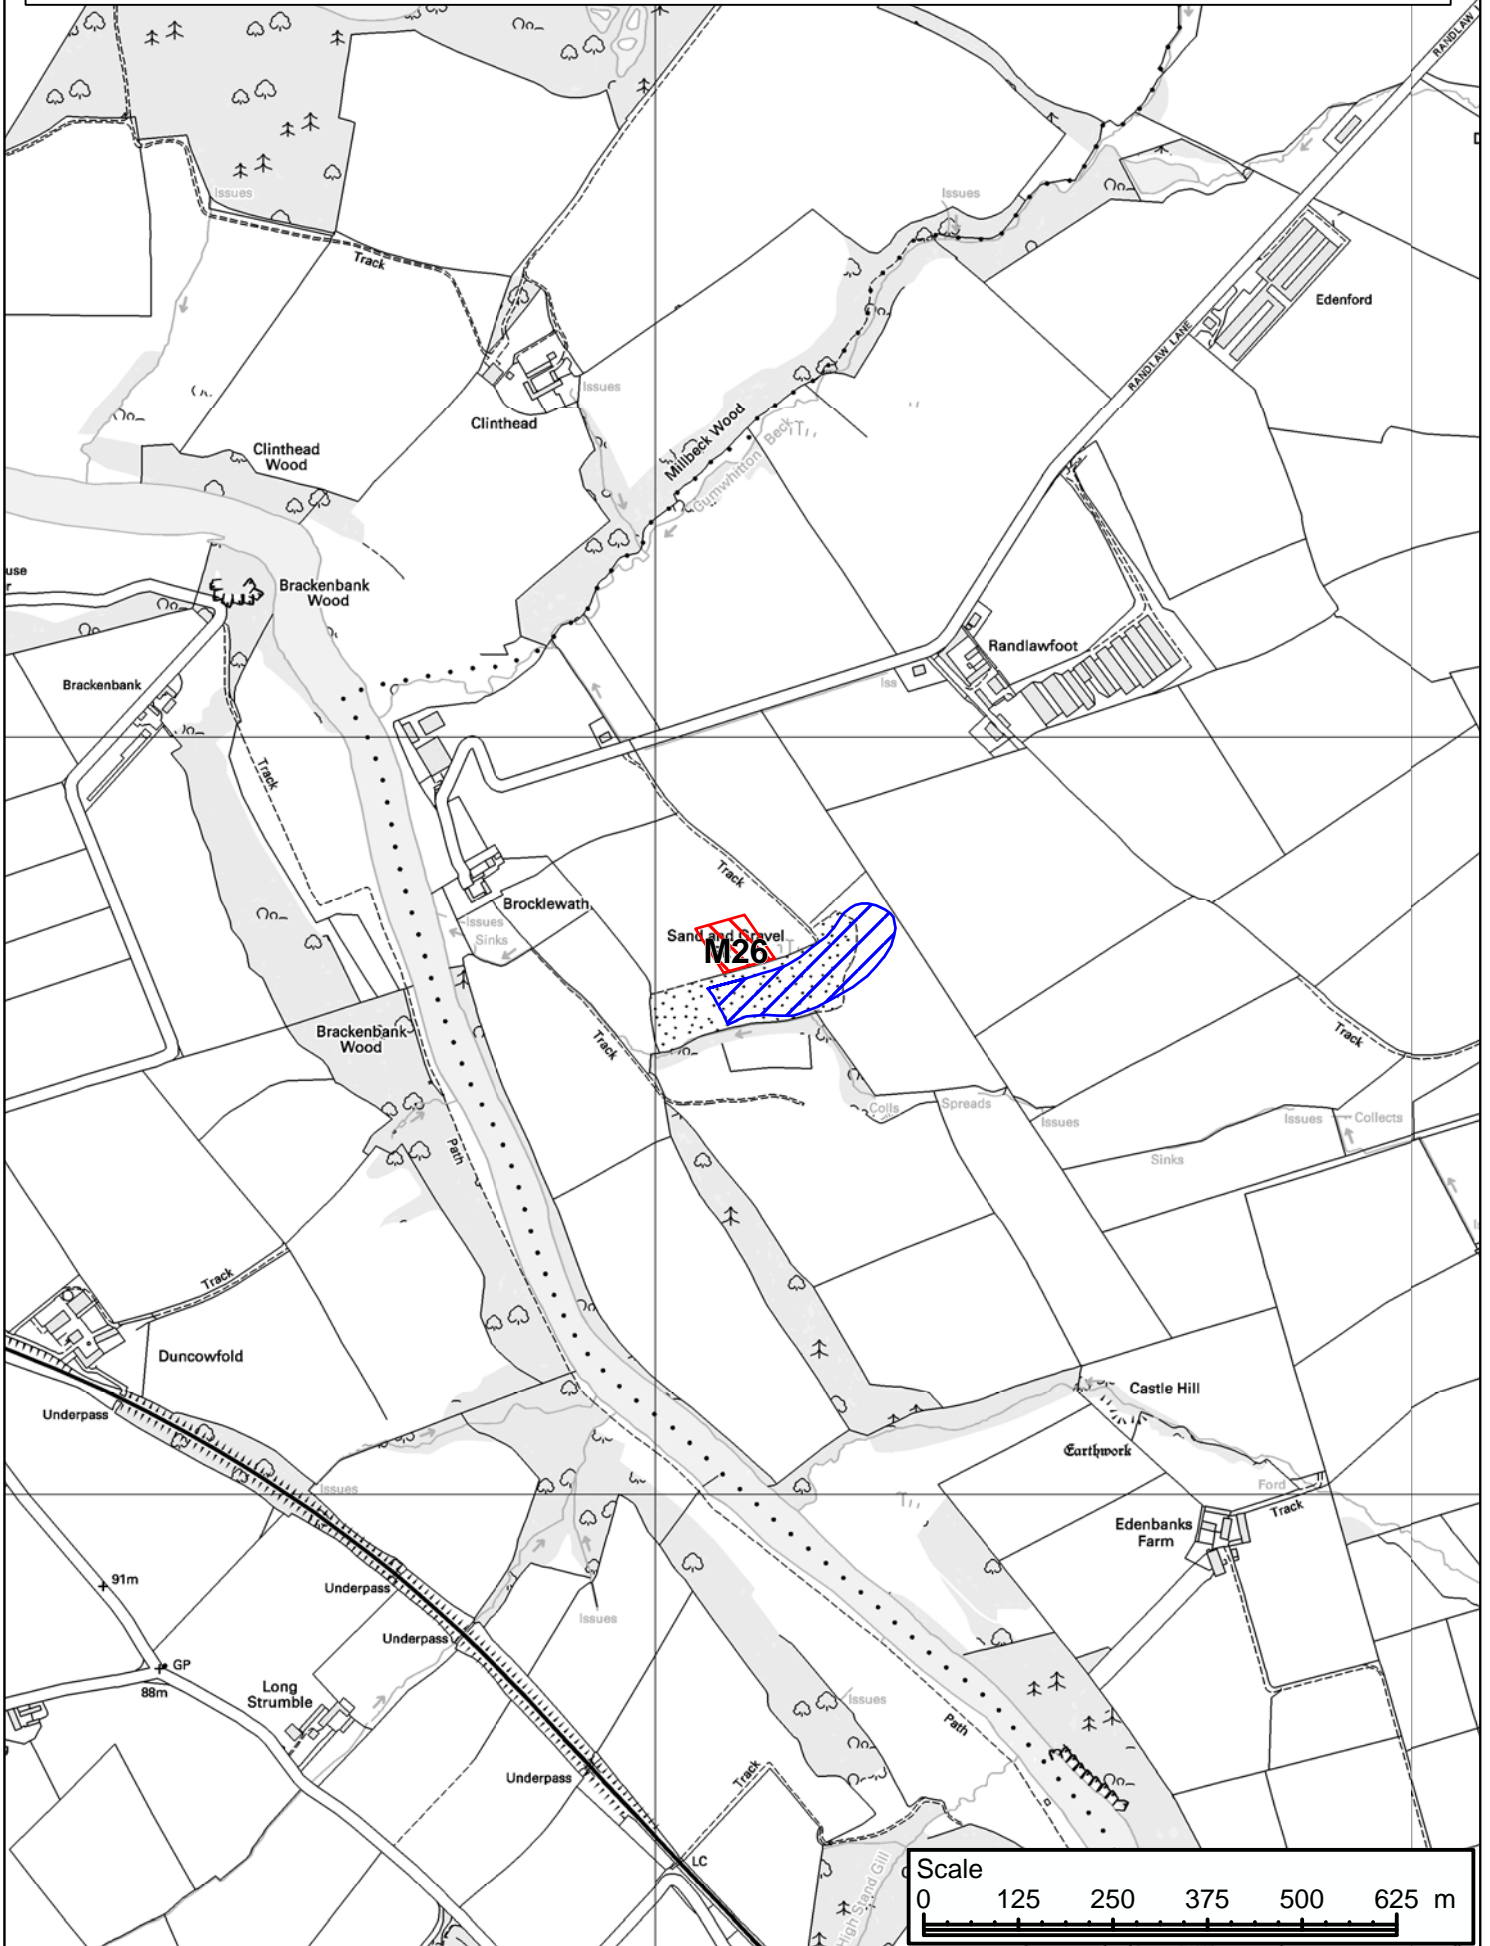 RANDLAW
Issues
Issues
Track
Edenford
RANDLAW LANE
Issues
Clinthead
Millbeck Wood
Clinthead
Wood
Gumwhitton Beck
use
r
Brackenbank
Wood
Randlawfoot
Brackenbank
Iss
Track
Track
Brocklewath
Issues
Sinks
Sand and Gravel
M26
Brackenbank
Wood
Track
Track
Colls
Spreads
Issues
Issues
Collects
Path
Sinks
Track
Duncowfold
Castle Hill
Underpass
Earthwork
Issues
Ford
Track
Edenbanks
Farm
91m
Underpass
Issues
Underpass
GP
88m
Long
Strumble
Issues
Path
Underpass
Track
LC
High Stand Gill
Scale
0 125 250 375 500 625 m